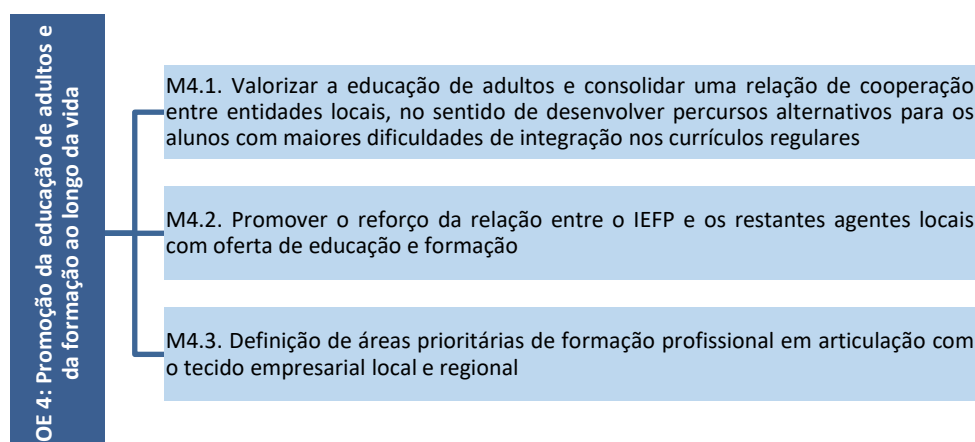 OE 4: Promoção da educação de adultos e
da formação ao longo da vida
M4.1. Valorizar a educação de adultos e consolidar uma relação de cooperação
entre entidades locais, no sentido de desenvolver percursos alternativos para os
alunos com maiores dificuldades de integração nos currículos regulares
M4.2. Promover o reforço da relação entre o IEFP e os restantes agentes locais
com oferta de educação e formação
M4.3. Definição de áreas prioritárias de formação profissional em articulação com
o tecido empresarial local e regional